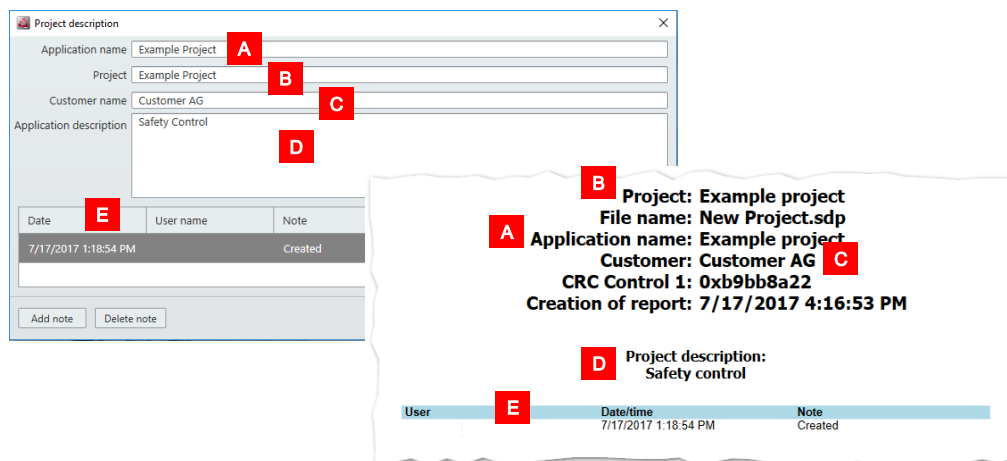 Project description
Application name Example Project A
Project Example Project B
Customer name Customer AG C
Application description Safety Control
D
Date E User name Note
7/17/2017 1:18:54 PM Created
Add note Delete note
B
Project: Example project
File name: New Project.sdp
A Application name: Example project
Customer: Customer AG C
CRC Control 1: 0xb9bb8a22
Creation of report: 7/17/2017 4:16:53 PM
D Project description:
Safety control
User E Date/time Note
7/17/2017 1:18:54 PM Created